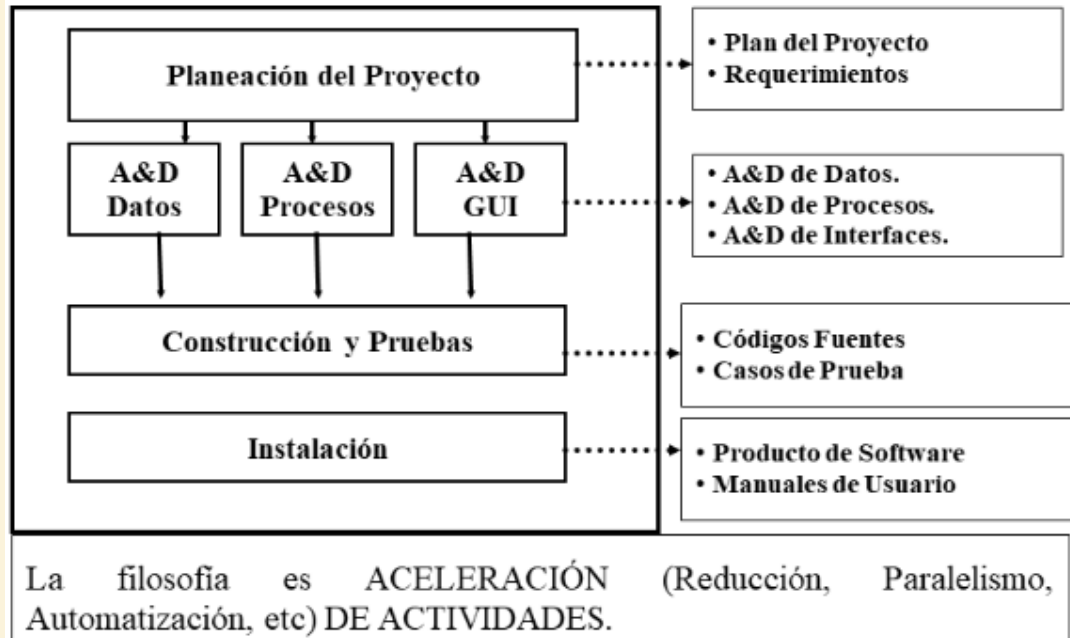 Planeación del Proyecto
• Plan del Proyecto
• Requerimientos
A&D
Datos
A&D
Procesos
A&D
GUI
• A&D de Datos.
• A&D de Procesos.
• A&D de Interfaces.
Construcción y Pruebas
• Códigos Fuentes
• Casos de Prueba
Instalación
• Producto de Software
• Manuales de Usuario
La filosofía es ACELERACIÓN (Reducción, Paralelismo,
Automatización, etc) DE ACTIVIDADES.